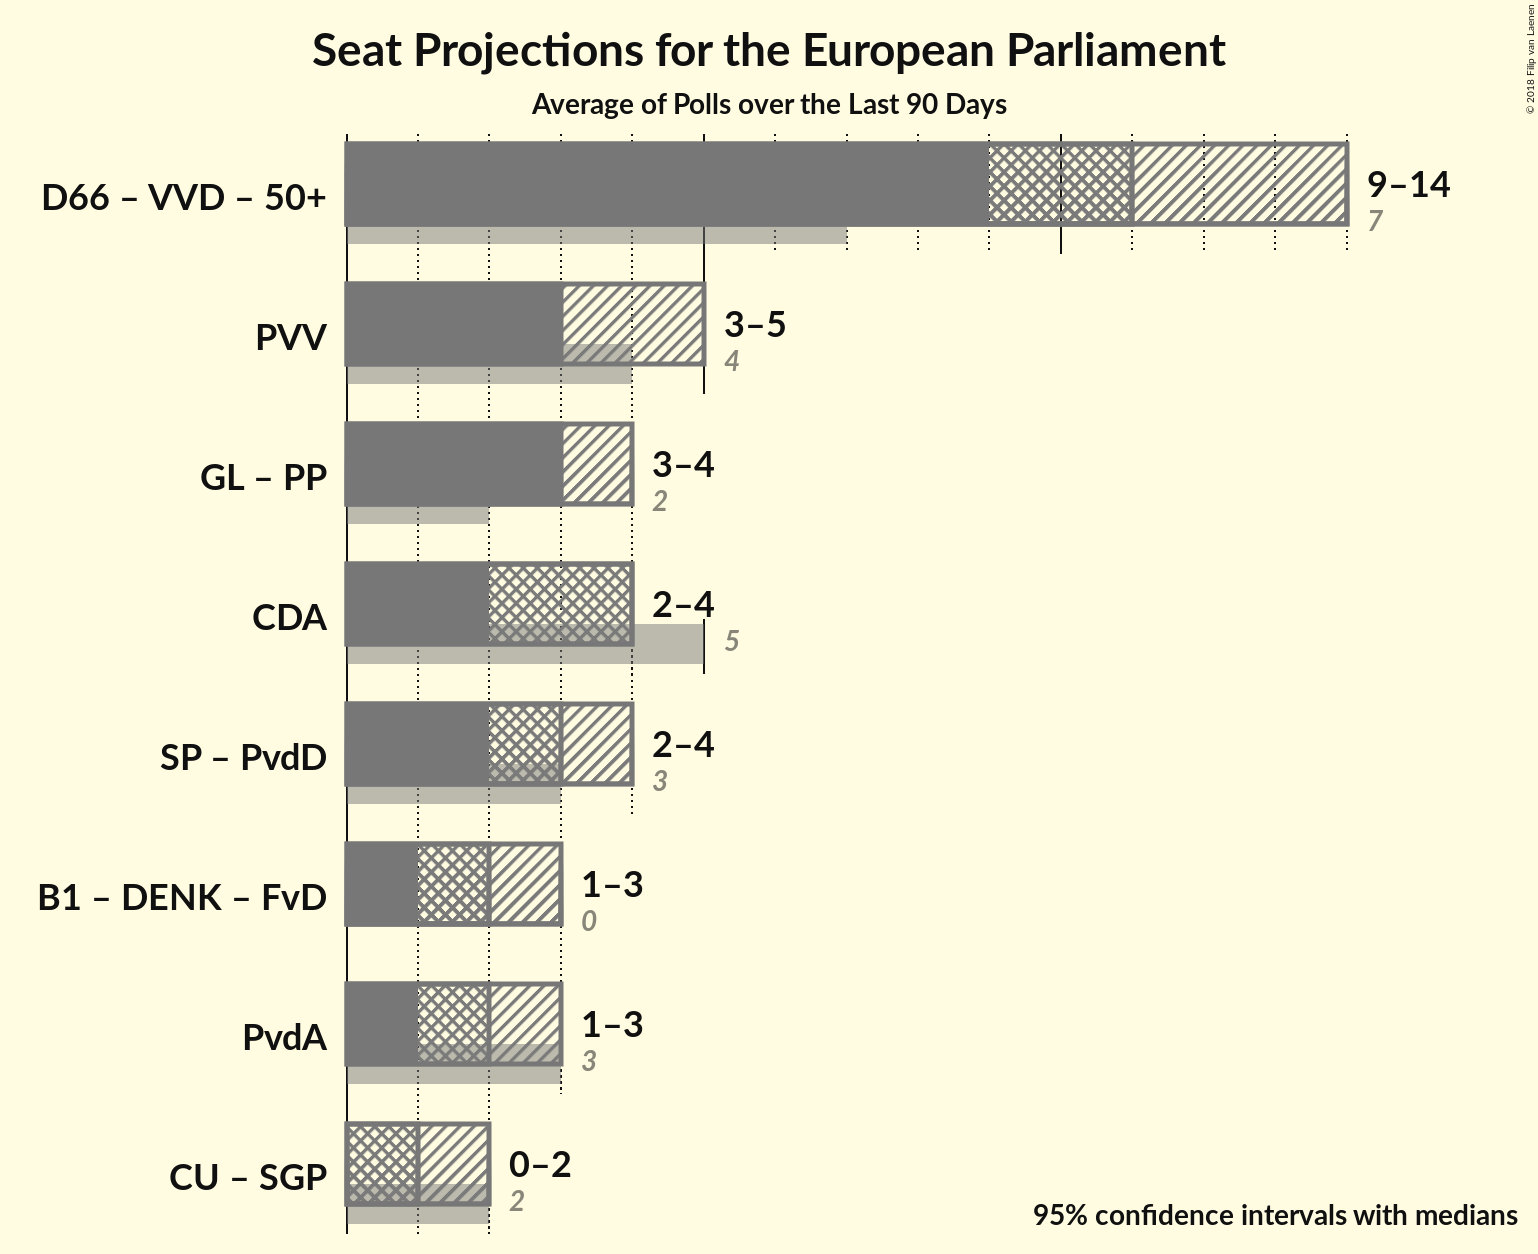 Seat Projections for the European Parliament
Average of Polls over the Last 90 Days
© 2018 Filip van Laenen
D66 – VVD – 50+
9–14
7
PVV
3–5
4
GL – PP
3–4
2
CDA
2–4
5
SP – PvdD
2–4
3
B1 – DENK – FvD
1–3
0
PvdA
1–3
3
CU – SGP
0–2
2
95% confidence intervals with medians